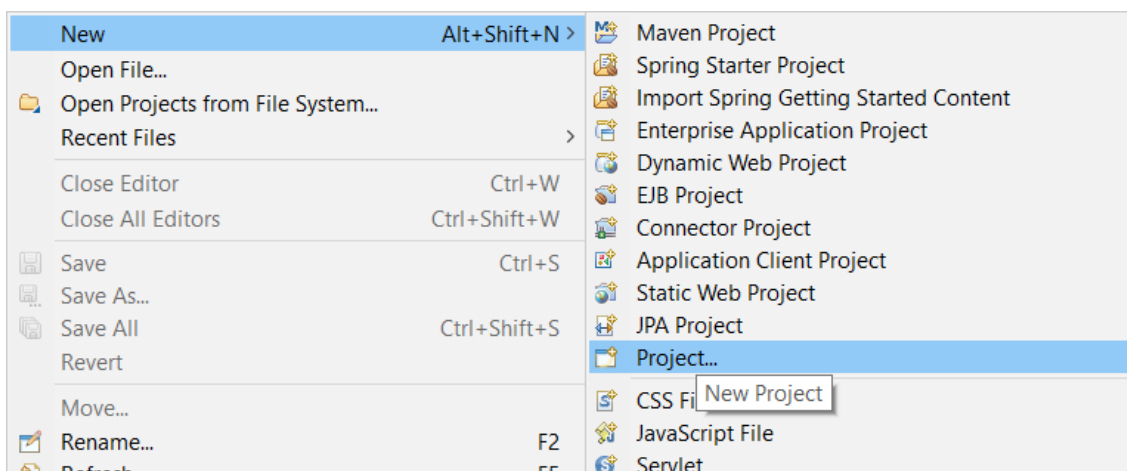 New Alt+Shift+N >
Open File...
Open Projects from File System...
Recent Files >
Close Editor Ctrl+W
Close All Editors Ctrl+Shift+W
Save Ctrl+S
Save As...
Save All Ctrl+Shift+S
Revert
Move...
Rename... F2
Maven Project
Spring Starter Project
Import Spring Getting Started Content
Enterprise Application Project
Dynamic Web Project
EJB Project
Connector Project
Application Client Project
Static Web Project
JPA Project
Project...
New Project
CSS Fi
JavaScript File
Servlet